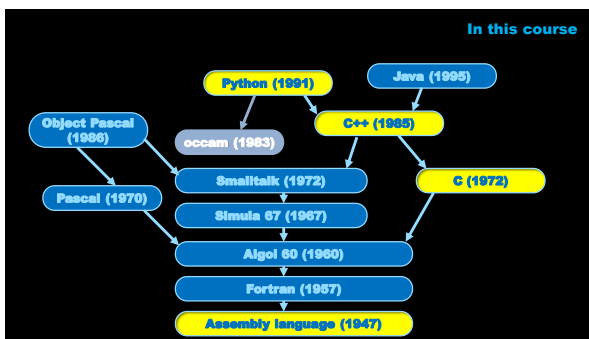 In this course
Python (1991)
Java (1995)
Object Pascal
(1986)
C++ (1985)
occam (1983)
Smalltalk (1972)
C (1972)
Pascal (1970)
Simula 67 (1967)
Algol 60 (1960)
Fortran (1957)
Assembly language (1947)